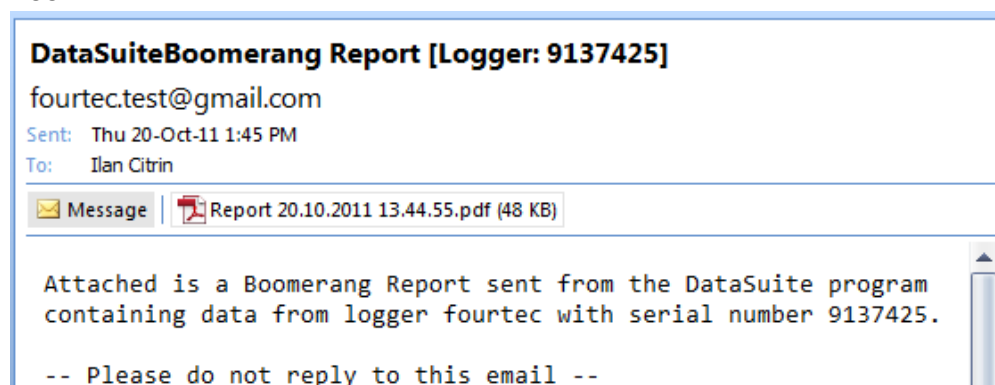 DataSuiteBoomerang Report [Logger: 9137425]
fourtec.test@gmail.com
Sent: Thu 20-Oct-11 1:45 PM
To: Ilan Citrin
Message Report 20.10.2011 13.44.55.pdf (48 KB)
Attached is a Boomerang Report sent from the DataSuite program
containing data from logger fourtec with serial number 9137425.
-- Please do not reply to this email --